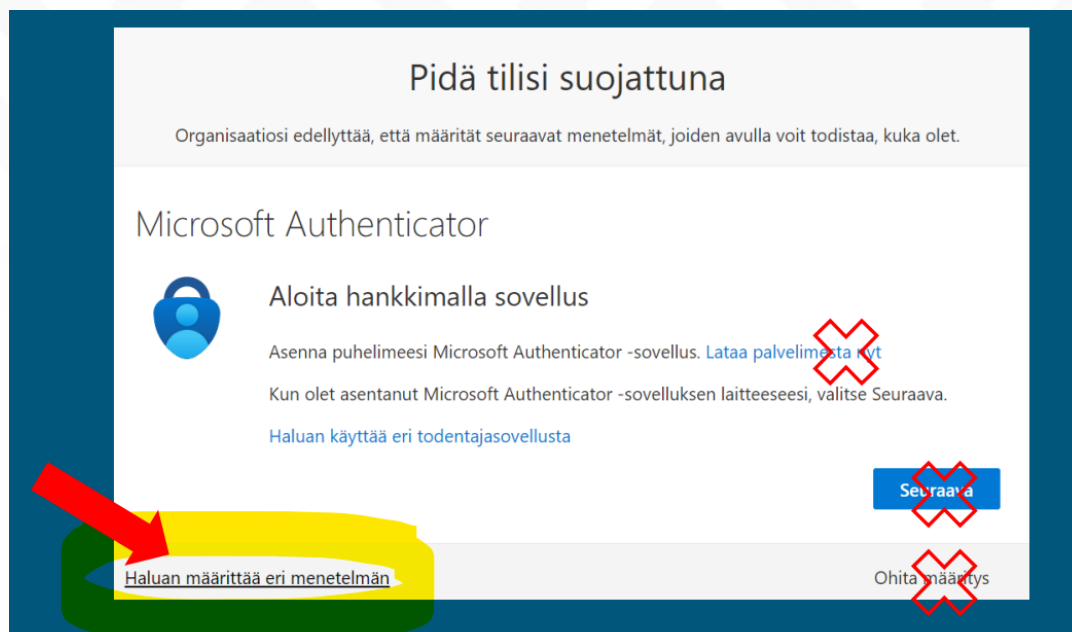 Pidä tilisi suojattuna
Organisaatiosi edellyttää, että määrität seuraavat menetelmät, joiden avulla voit todistaa, kuka olet.
Microsoft Authenticator
Aloita hankkimalla sovellus
Asenna puhelimeesi Microsoft Authenticator -sovellus. Lataa palvelimesta nyt
Kun olet asentanut Microsoft Authenticator -sovelluksen laitteeseesi, valitse Seuraava.
Haluan käyttää eri todentajasovellusta
Seuraava
Haluan määrittää eri menetelmän
Ohita määritys